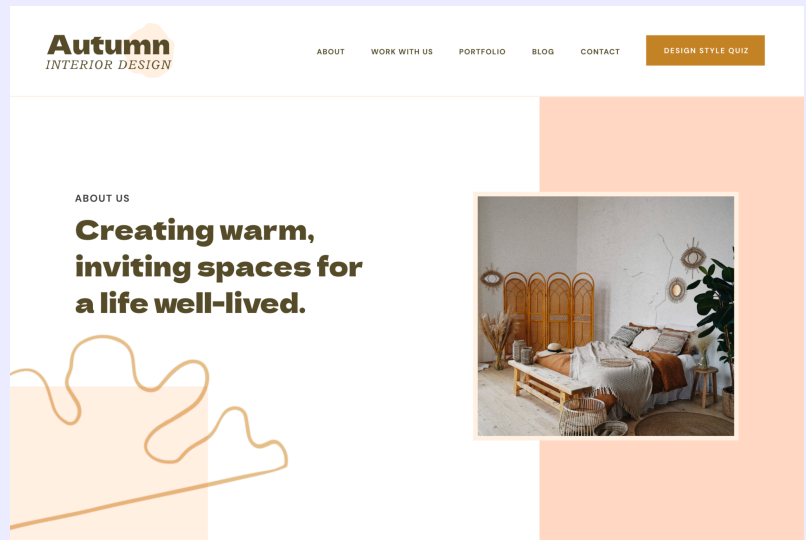 Autumn
INTERIOR DESIGN
ABOUT
WORK WITH US
PORTFOLIO
BLOG
CONTACT
DESIGN STYLE QUIZ
ABOUT US
Creating warm,
inviting spaces for
a life well-lived.